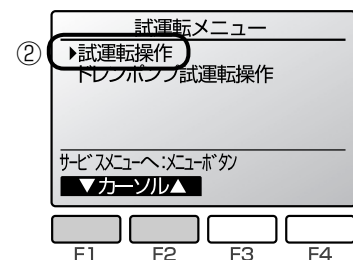 試運転メニュー
② ▶試運転操作
ドレンポンプ試運転操作
サービスメニューへ:メニューボタン
▼カーソル▲
F1 F2 F3 F4